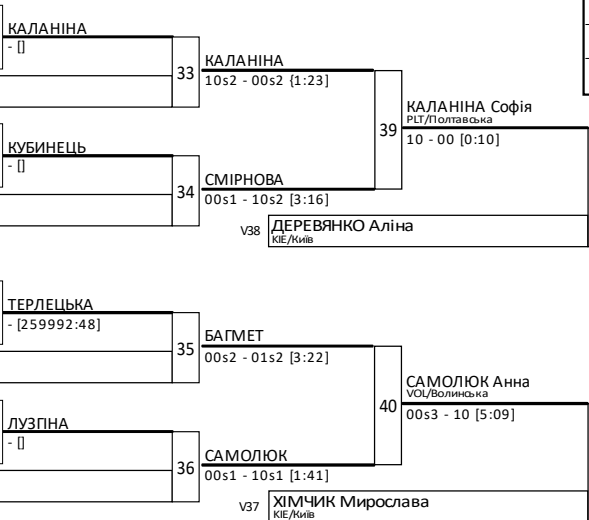 КАЛАНІНА
- []
33
КАЛАНІНА
10s2 - 00s2 {1:23}
39
КАЛАНІНА Софія
PLT/Полтавська
10 - 00 [0:10]
КУБИНЕЦЬ
- []
34
СМІРНОВА
00s1 - 10s2 [3:16]
V38
ДЕРЕВЯНКО Аліна
KIE/Київ
ТЕРЛЕЦЬКА
- [259992:48]
35
БАГМЕТ
00s2 - 01s2 [3:22]
40
САМОЛЮК Анна
VOL/Волинська
00s3 - 10 [5:09]
ЛУЗГІНА
- []
36
САМОЛЮК
00s1 - 10s1 [1:41]
V37
ХІМЧИК Мирослава
KIE/Київ